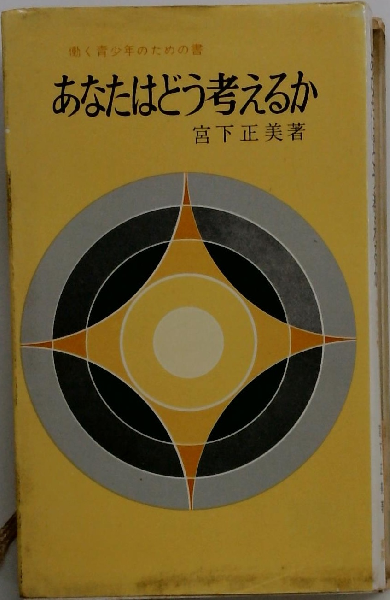 働く青少年のための書
あなたはどう考えるか
宮下正美著